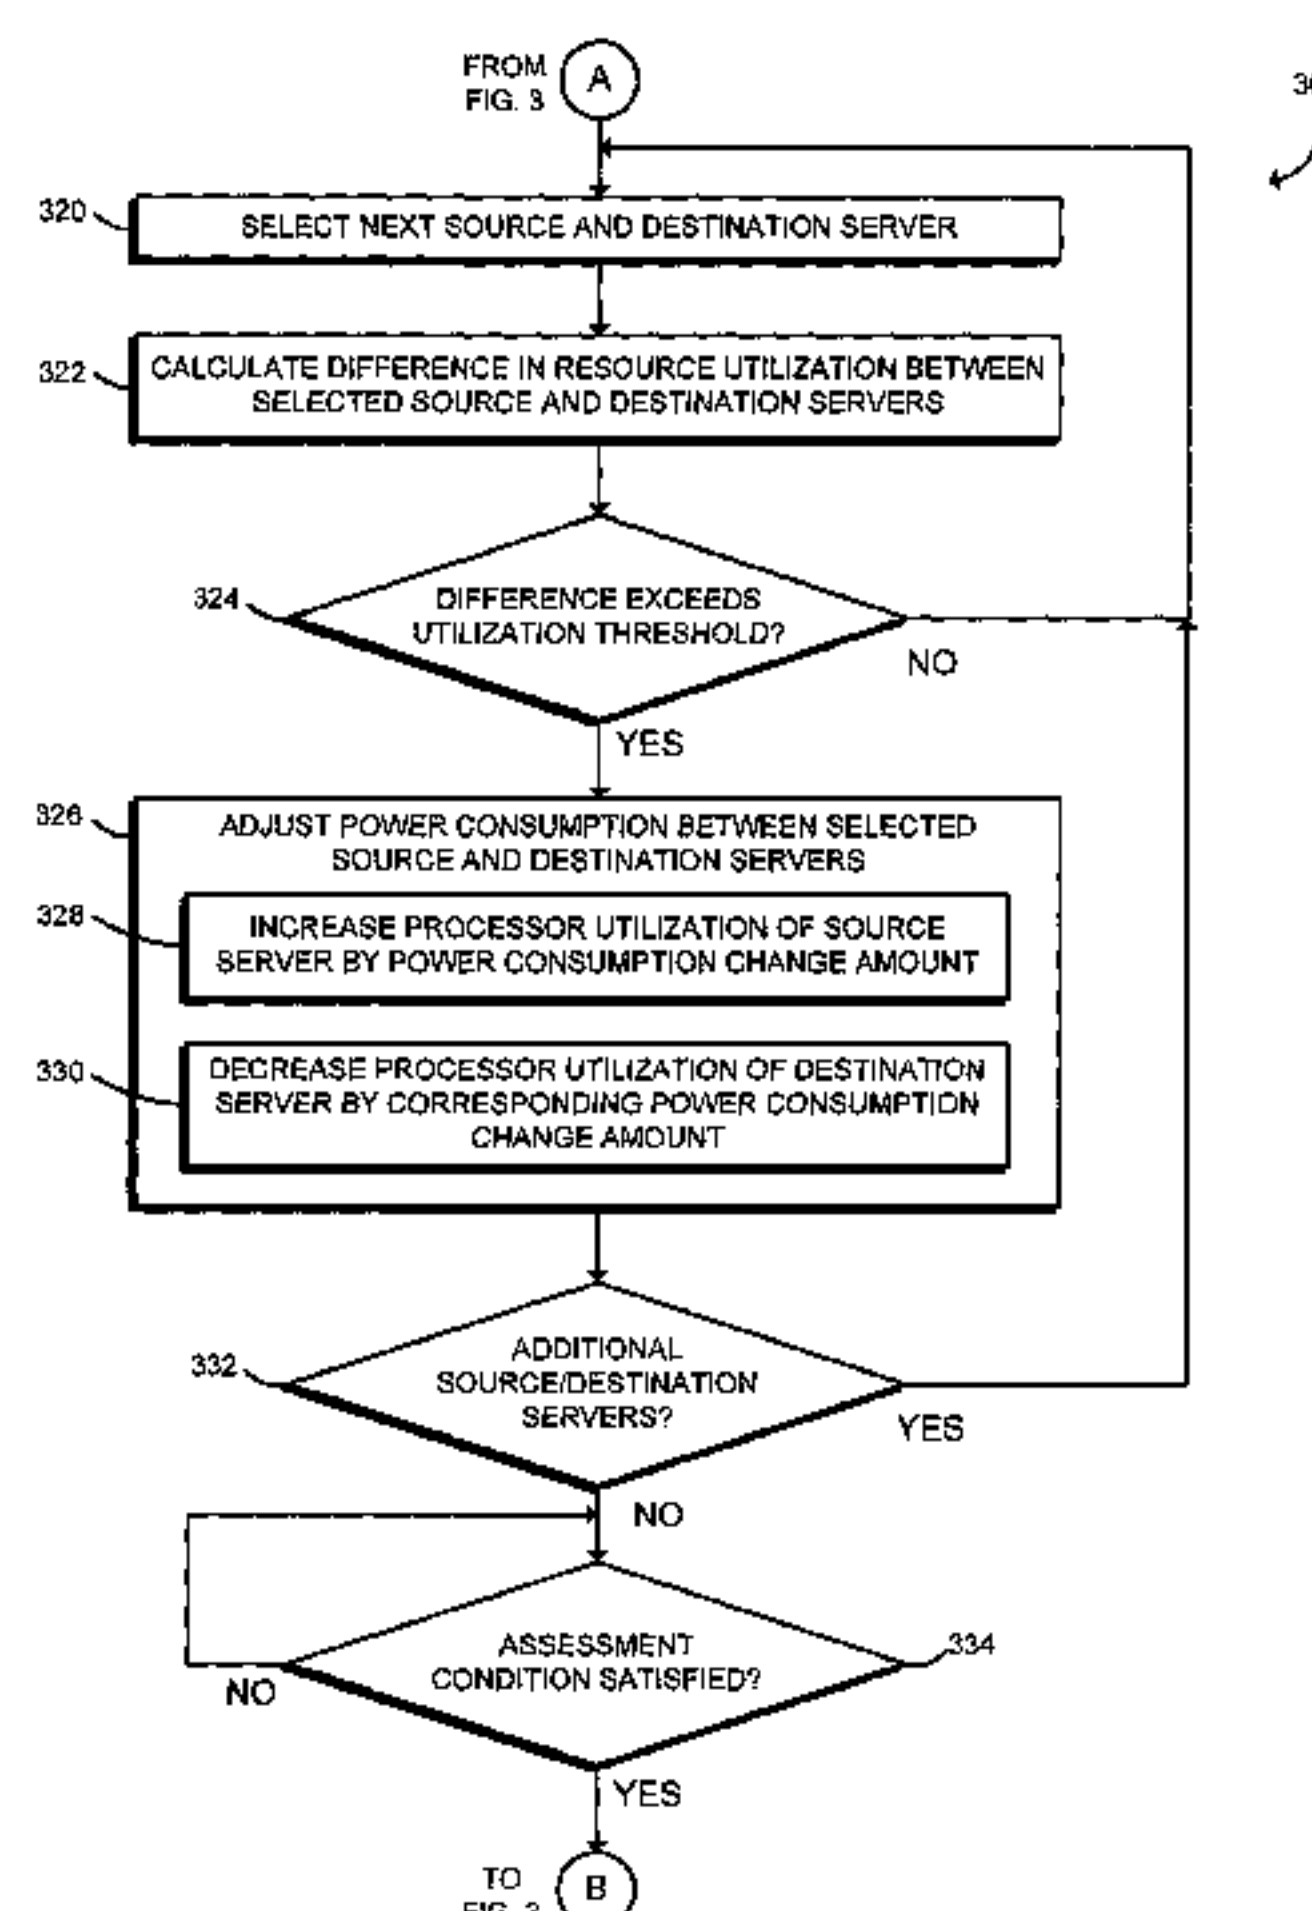 FROM
FIG. 3
A
320
SELECT NEXT SOURCE AND DESTINATION SERVER
322
CALCULATE DIFFERENCE IN RESOURCE UTILIZATION BETWEEN
SELECTED SOURCE AND DESTINATION SERVERS
324
DIFFERENCE EXCEEDS
UTILIZATION THRESHOLD?
NO
YES
326
ADJUST POWER CONSUMPTION BETWEEN SELECTED
SOURCE AND DESTINATION SERVERS
328
INCREASE PROCESSOR UTILIZATION OF SOURCE
SERVER BY POWER CONSUMPTION CHANGE AMOUNT
330
DECREASE PROCESSOR UTILIZATION OF DESTINATION
SERVER BY CORRESPONDING POWER CONSUMPTION
CHANGE AMOUNT
332
ADDITIONAL
SOURCE/DESTINATION
SERVERS?
YES
NO
334
ASSESSMENT
CONDITION SATISFIED?
NO
YES
TO
B